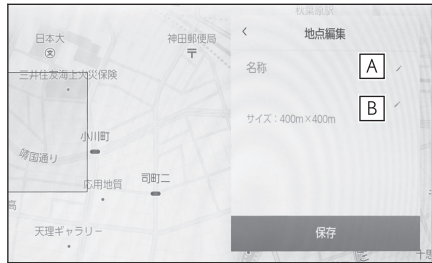 秋葉原駅
日本大
神田郵便局
三井住友海上火災保険
小川町
靖国通り
応用地質
司町二
高
天理ギャラリー
地点編集
名称
A
B
サイズ：400m×400m
保存